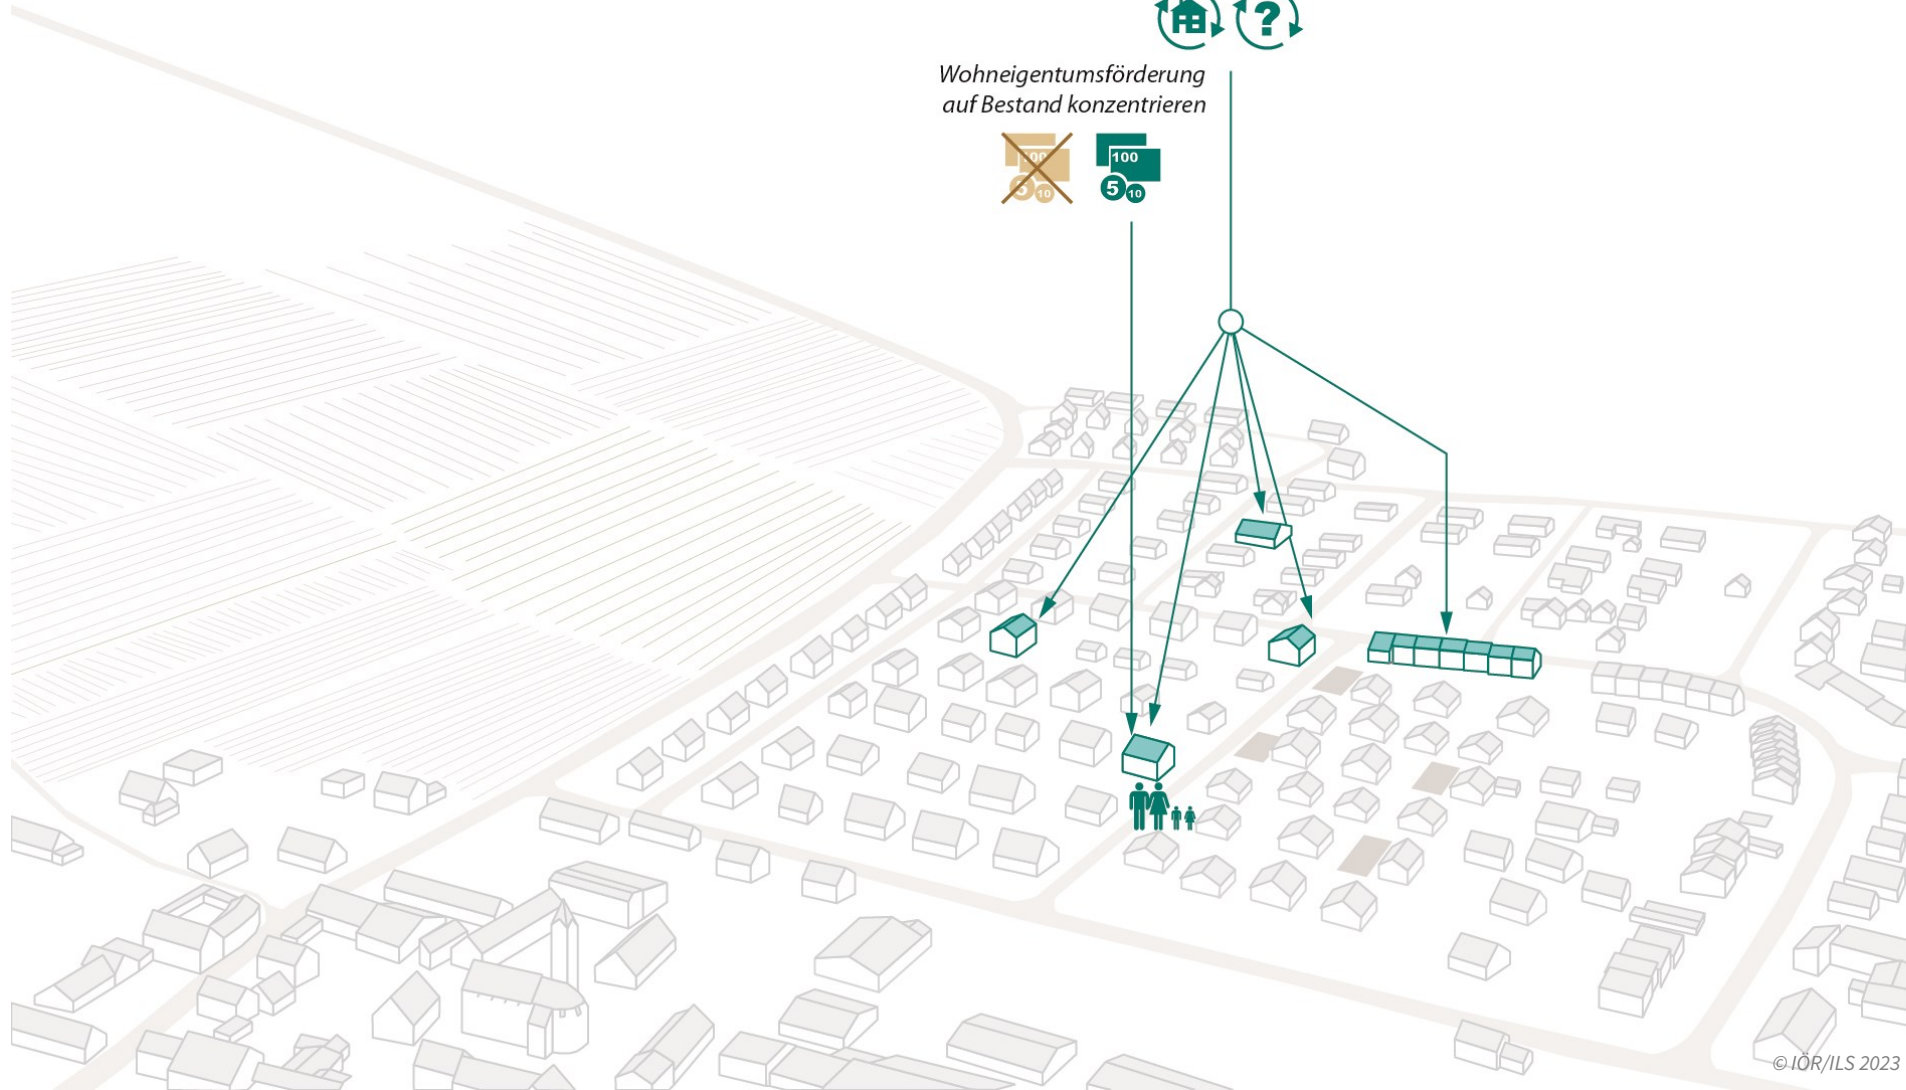 ?
Wohneigentumsförderung
auf Bestand konzentrieren
100
5 10
100
5 10
© IÖR/ILS 2023